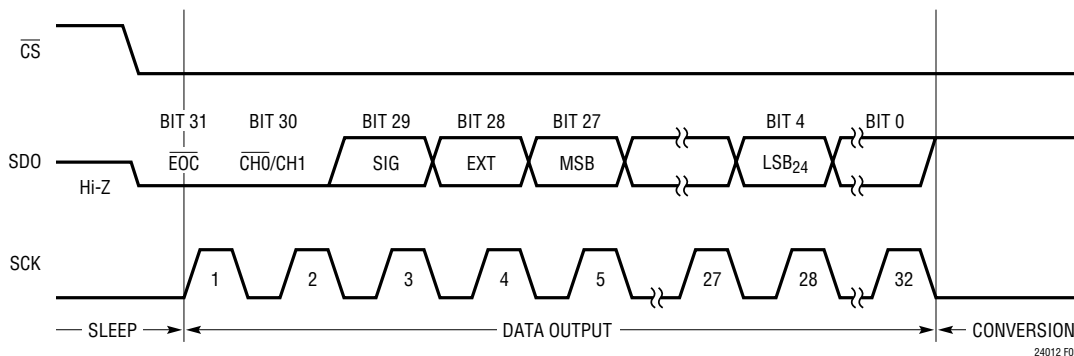 CS
BIT 31 BIT 30 BIT 29 BIT 28 BIT 27 BIT 4 BIT 0
SDO EOC CH0/CH1 SIG EXT MSB LSB24
Hi-Z
SCK
1 2 3 4 5 27 28 32
SLEEP DATA OUTPUT CONVERSION
24012 F0